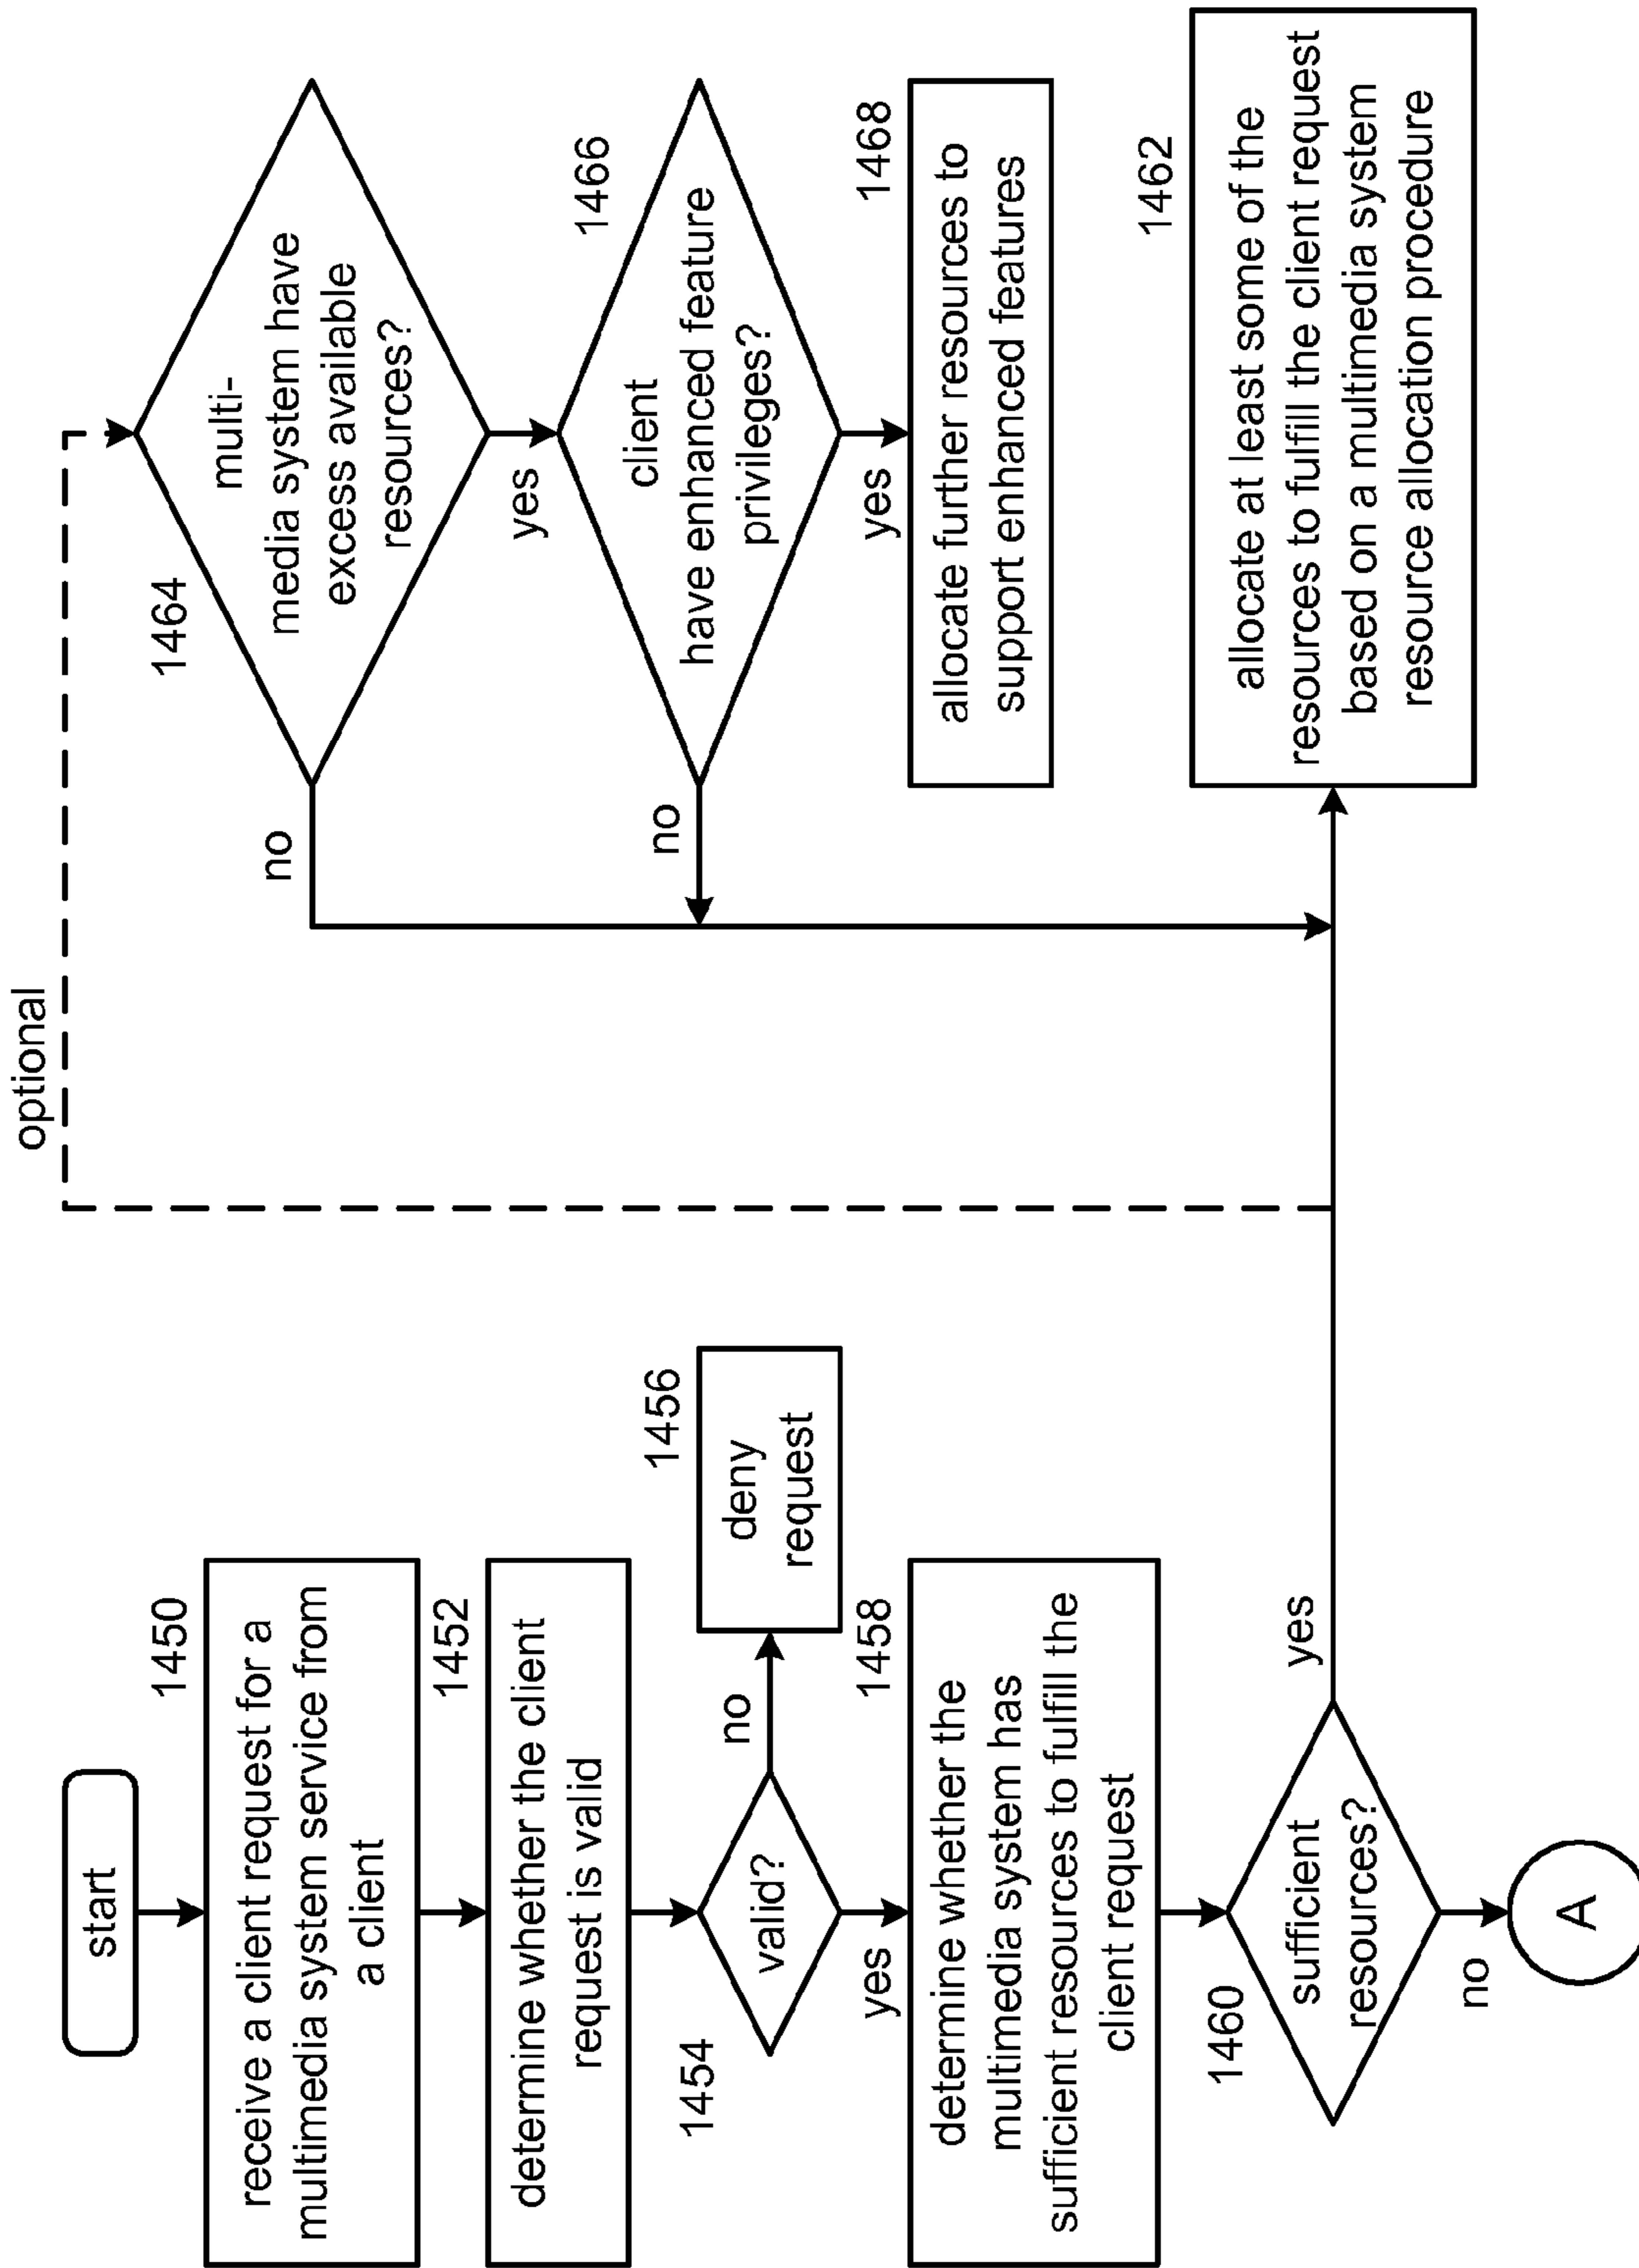 start
1450
receive a client request for a
multimedia system service from
a client
1452
determine whether the client
request is valid
1454
valid?
no
1456
deny
request
yes
1458
determine whether the
multimedia system has
sufficient resources to fulfill the
client request
1460
sufficient
resources?
yes
no
A
optional
1464
multi-
media system have
excess available
resources?
no
yes
1466
client
have enhanced feature
privileges?
no
yes
1468
allocate further resources to
support enhanced features
1462
allocate at least some of the
resources to fulfill the client request
based on a multimedia system
resource allocation procedure